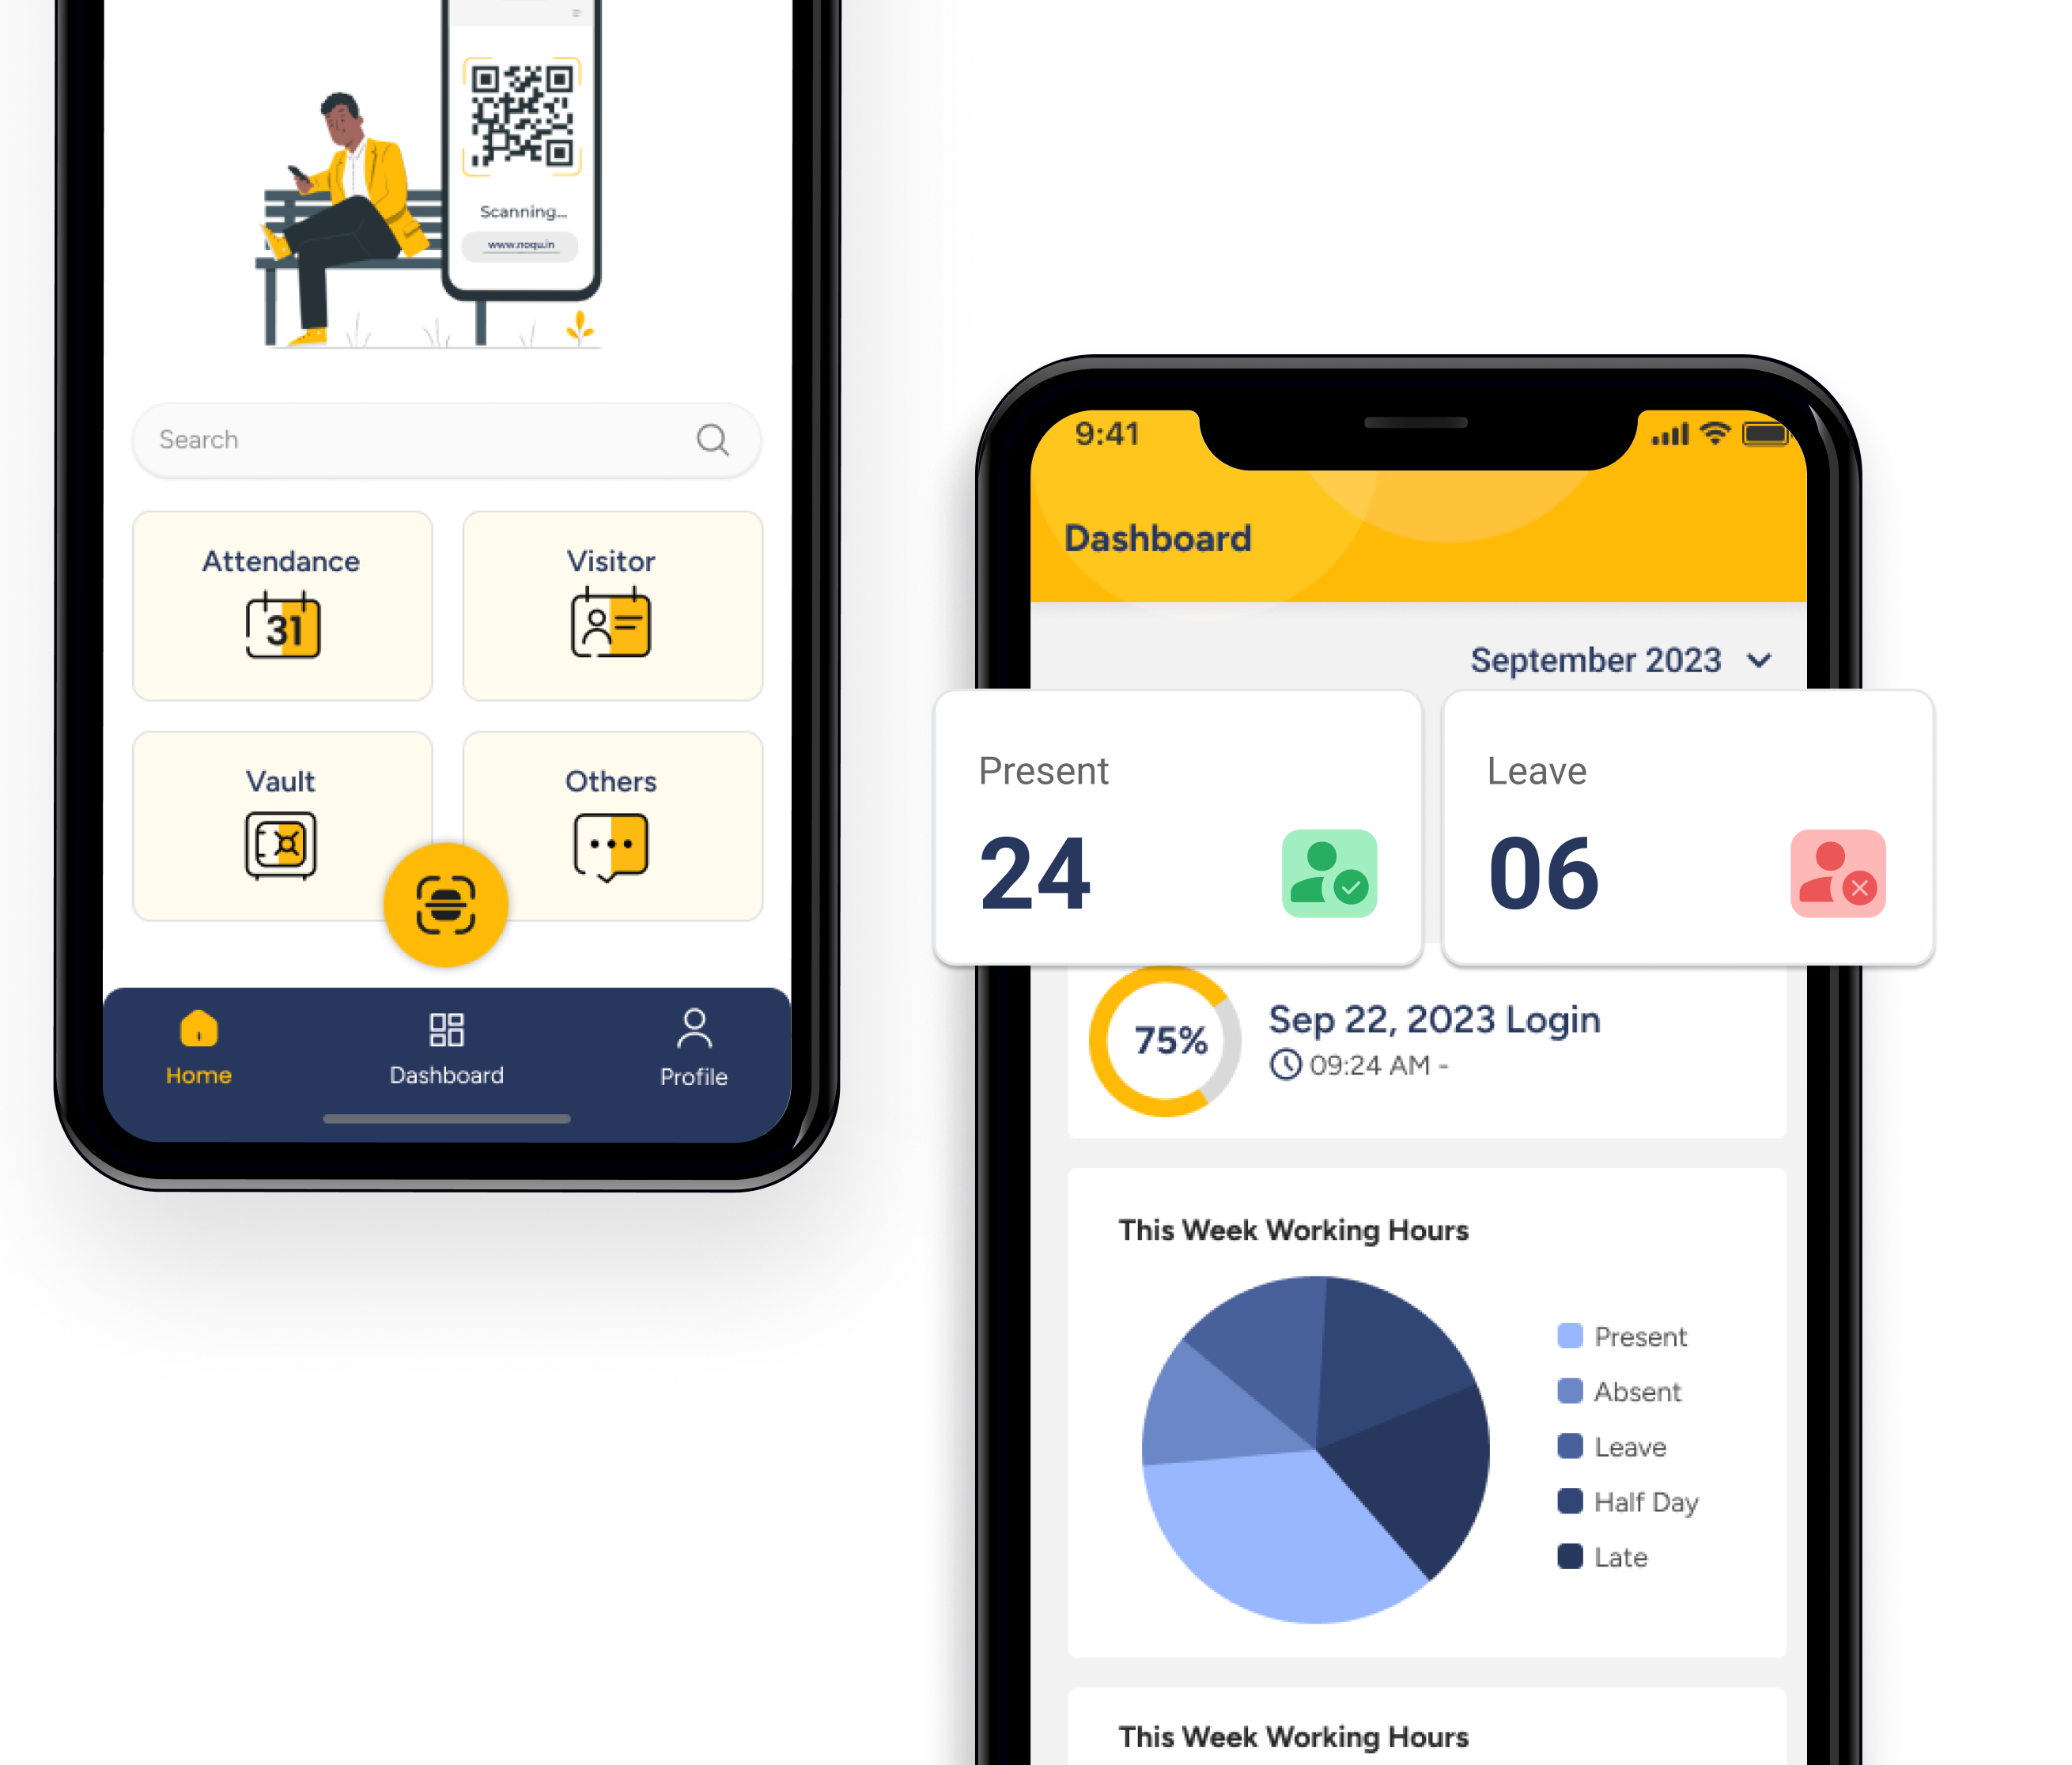 Scanning...
www.noqu.in
Search
Attendance
31
Visitor
Vault
Others
Home
Dashboard
Profile
9:41
Dashboard
September 2023
Present
24
Leave
06
75%
Sep 22, 2023 Login
09:24 AM -
This Week Working Hours
Present
Absent
Leave
Half Day
Late
This Week Working Hours